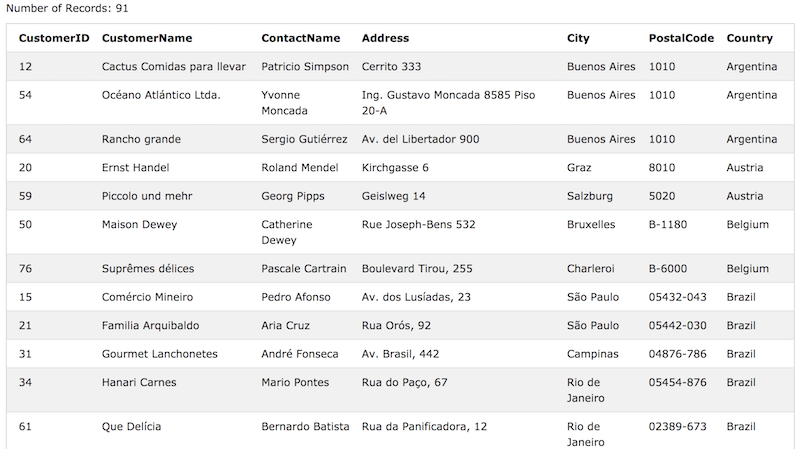 Number of Records: 91
CustomerID CustomerName ContactName Address City PostalCode Country
12 Cactus Comidas para llevar Patricio Simpson Cerrito 333 Buenos Aires 1010 Argentina
54 Océano Atlántico Ltda. Yvonne Ing. Gustavo Moncada 8585 Piso Buenos Aires 1010 Argentina
Moncada 20-A
64 Rancho grande Sergio Gutiérrez Av. del Libertador 900 Buenos Aires 1010 Argentina
20 Ernst Handel Roland Mendel Kirchgasse 6 Graz 8010 Austria
59 Piccolo und mehr Georg Pipps Geislweg 14 Salzburg 5020 Austria
50 Maison Dewey Catherine Rue Joseph-Bens 532 Bruxelles B-1180 Belgium
Dewey
76 Suprêmes délices Pascale Cartrain Boulevard Tirou, 255 Charleroi B-6000 Belgium
15 Comércio Mineiro Pedro Afonso Av. dos Lusíadas, 23 São Paulo 05432-043 Brazil
21 Familia Arquibaldo Aria Cruz Rua Orós, 92 São Paulo 05442-030 Brazil
31 Gourmet Lanchonetes André Fonseca Av. Brasil, 442 Campinas 04876-786 Brazil
34 Hanari Carnes Mario Pontes Rua do Paço, 67 Rio de 05454-876 Brazil
Janeiro
61 Que Delícia Bernardo Batista Rua da Panificadora, 12 Rio de 02389-673 Brazil
Janeiro